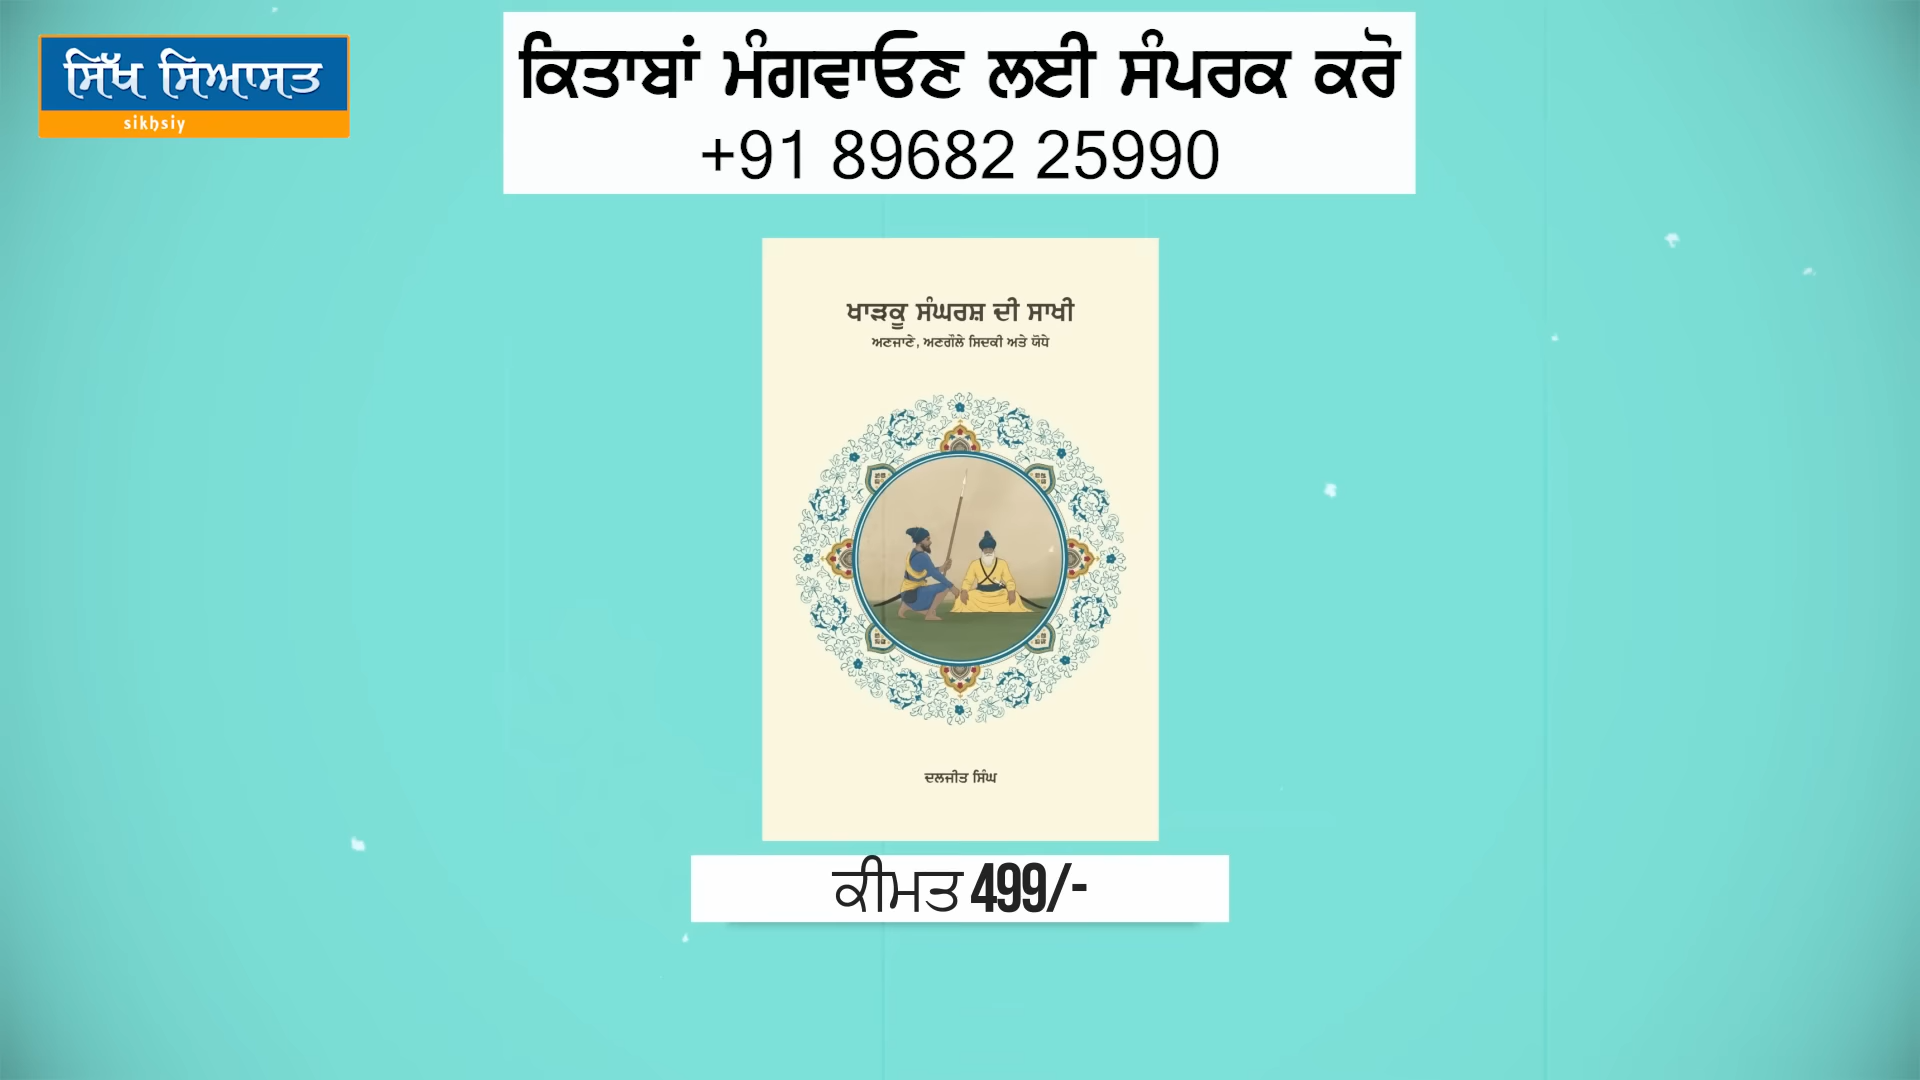 ਸਿੱਖ ਸਿਆਸਤ
sikhsiy
ਕਿਤਾਬਾਂ ਮੰਗਵਾਓਣ ਲਈ ਸੰਪਰਕ ਕਰੋ
+91 89682 25990
ਖਾੜਕੂ ਸੰਘਰਸ਼ ਦੀ ਸਾਖੀ
ਅਣਜਾਣੇ, ਅਣਗੌਲੇ ਸਿਦਕੀ ਅਤੇ ਯੋਧੇ
ਦਲਜੀਤ ਸਿੰਘ
ਕੀਮਤ 499/-